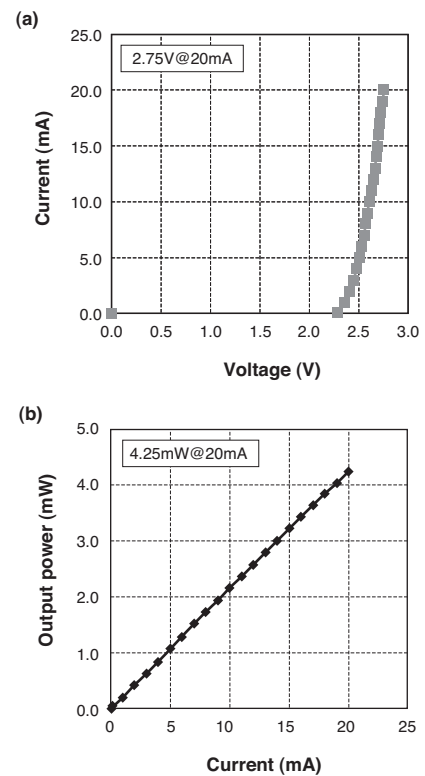 (a)
25.0
2.75V@20mA
20.0
15.0
10.0
5.0
0.0
Current (mA)
0.0 0.5 1.0 1.5 2.0 2.5 3.0
Voltage (V)
(b)
5.0
4.25mW@20mA
4.0
3.0
2.0
1.0
0.0
Output power (mW)
0 5 10 15 20 25
Current (mA)